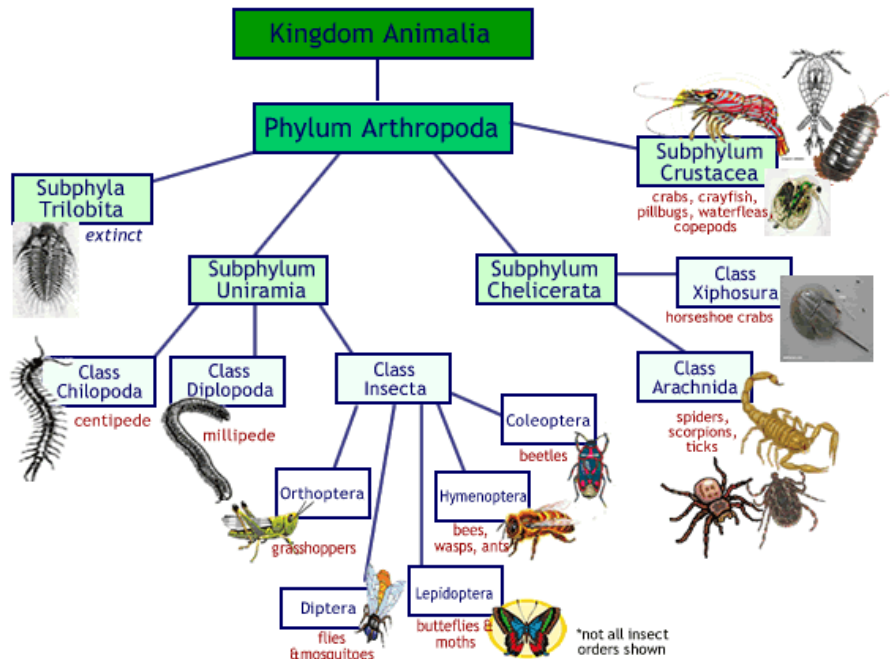 Kingdom Animalia
Phylum Arthropoda
Subphylum
Crustacea
crabs, crayfish,
pillbugs, waterfleas,
copepods
Subphyla
Trilobita
extinct
Subphylum
Uniramia
Subphylum
Chelicerata
Class
Xiphosura
horseshoe crabs
Class
Chilopoda
centipede
Class
Diplopoda
millipede
Class
Insecta
Class
Arachnida
spiders,
scorpions,
ticks
Coleoptera
beetles
Orthoptera
grasshoppers
Hymenoptera
bees,
wasps, ants
Diptera
flies
&mosquitoes
Lepidoptera
butteflies &
moths
*not all insect
orders shown